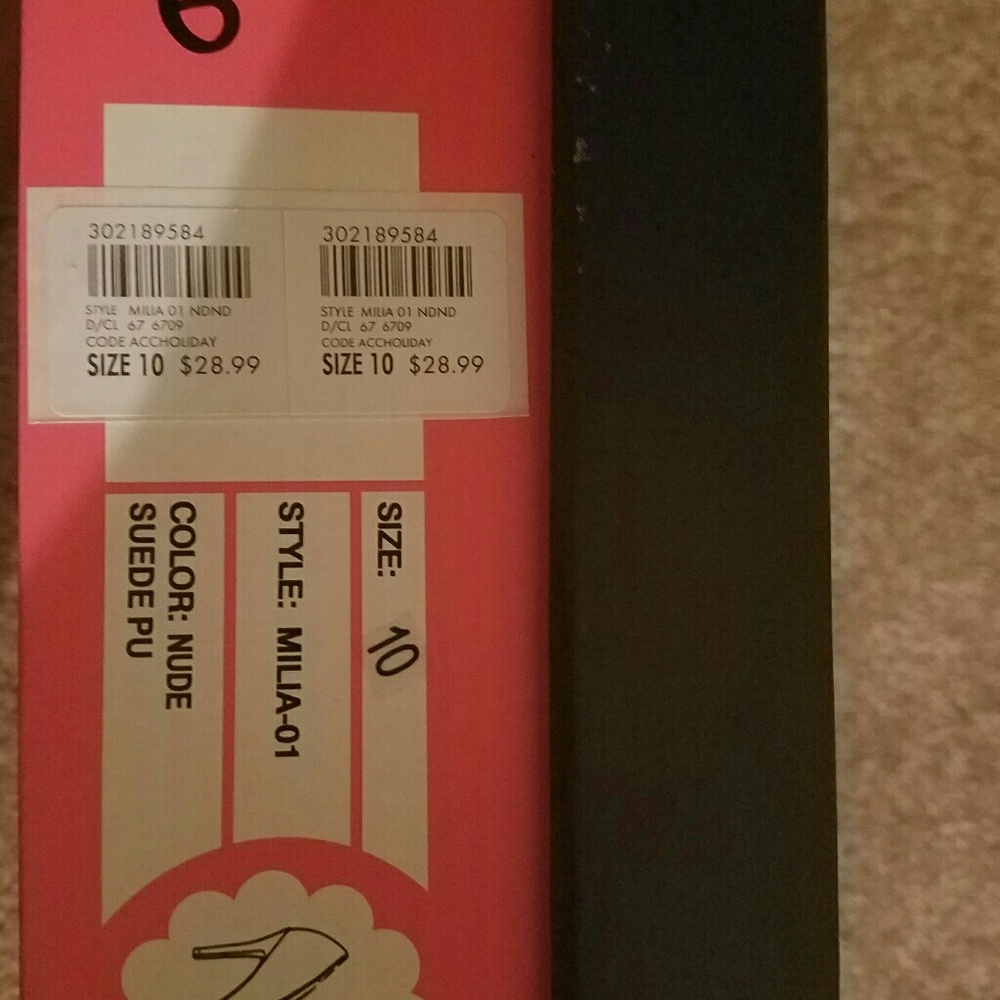 302189584
STYLE MILIA 01 NDND
D/CL 67 6709
CODE ACCHOLIDAY
SIZE 10 $28.99
302189584
STYLE MILIA 01 NDND
D/CL 67 6709
CODE ACCHOLIDAY
SIZE 10 $28.99
SIZE: 10
STYLE: MILIA-01
COLOR: NUDE
SUEDE PU